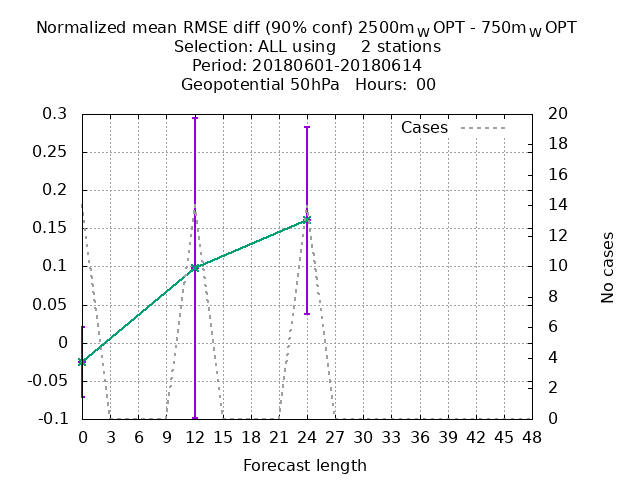 Normalized mean RMSE diff (90% conf) 2500m_W OPT - 750m_W OPT
Selection: ALL using 2 stations
Period: 20180601-20180614
Geopotential 50hPa Hours: 00
0.3
0.25
0.2
0.15
0.1
0.05
0
-0.05
-0.1
20
18
16
14
12
10
8
6
4
2
0
Cases
No cases
0 3 6 9 12 15 18 21 24 27 30 33 36 39 42 45 48
Forecast length